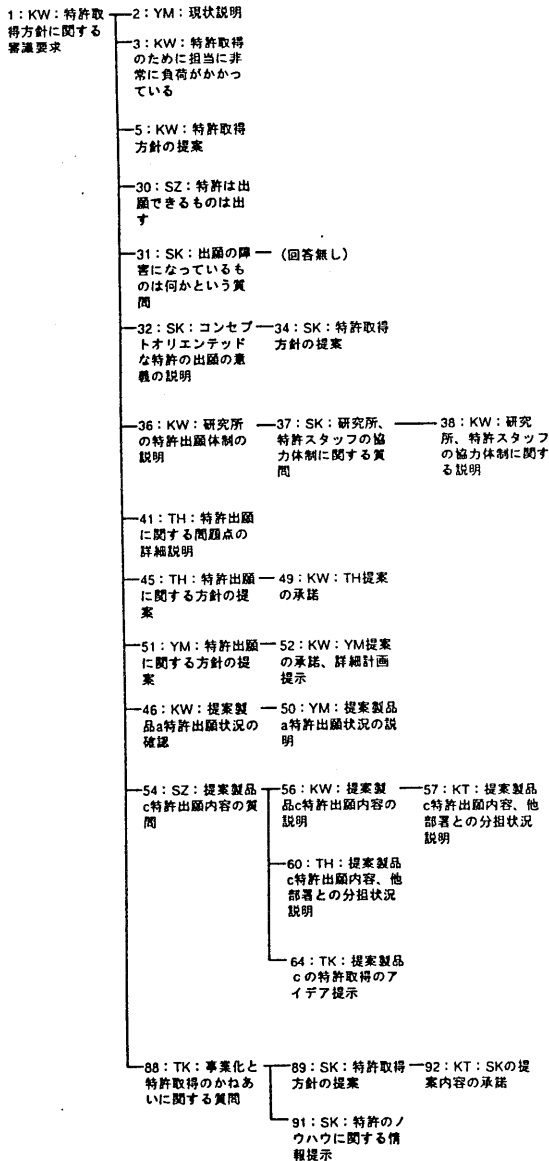 1：KW：特許取
得方針に関する
審議要求
2：YM：現状説明
3：KW：特許取得
のために担当に非
常に負荷がかかっ
ている
5：KW：特許取得
方針の提案
30：SZ：特許は出
願できるものは出
す
31：SK：出願の障
害になっているも
のは何かという質
問
（回答無し）
32：SK：コンセプ
トオリエンテッド
な特許の出願の意
義の説明
34：SK：特許取得
方針の提案
36：KW：研究所
の特許出願体制の
説明
37：SK：研究所、
特許スタッフの協
力体制に関する質
問
38：KW：研究
所、特許スタッフ
の協力体制に関す
る説明
41：TH：特許出願
に関する問題点の
詳細説明
45：TH：特許出願
に関する方針の提
案
49：KW：TH提案
の承諾
51：YM：特許出願
に関する方針の提
案
52：KW：YM提案
の承諾、詳細計画
提示
46：KW：提案製
品a特許出願状況の
確認
50：YM：提案製品
a特許出願状況の説
明
54：SZ：提案製品
c特許出願内容の質
問
56：KW：提案製
品c特許出願内容の
説明
57：KT：提案製品
c特許出願内容、他
部署との分担状況
説明
60：TH：提案製品
c特許出願内容、他
部署との分担状況
説明
64：TK：提案製品
ｃの特許取得のア
イデア提示
88：TK：事業化と
特許取得のかねあ
いに関する質問
89：SK：特許取得
方針の提案
92：KT：SKの提
案内容の承諾
91：SK：特許のノ
ウハウに関する情
報提示